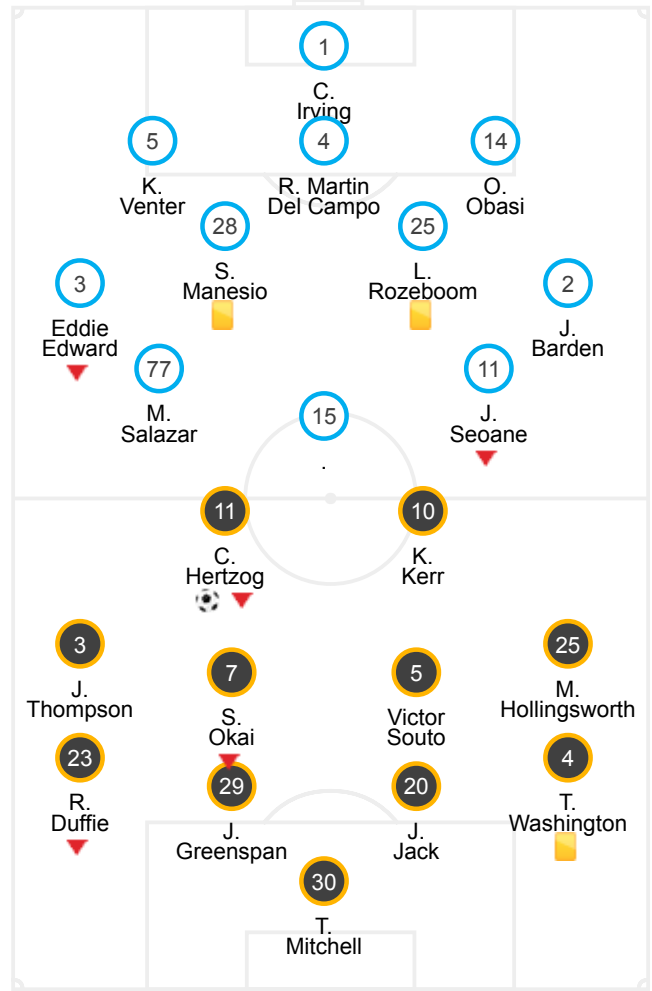 1
C.
Irving
5
4
14
K.
Venter
R. Martin
Del Campo
O.
Obasi
28
25
S.
Manesio
L.
Rozeboom
3
2
Eddie
Edward
J.
Barden
77
11
M.
Salazar
J.
Seoane
15
.
11
10
C.
Hertzog
K.
Kerr
3
7
5
25
J.
Thompson
S.
Okai
Victor
Souto
M.
Hollingsworth
23
29
20
4
R.
Duffie
J.
Greenspan
J.
Jack
T.
Washington
30
T.
Mitchell